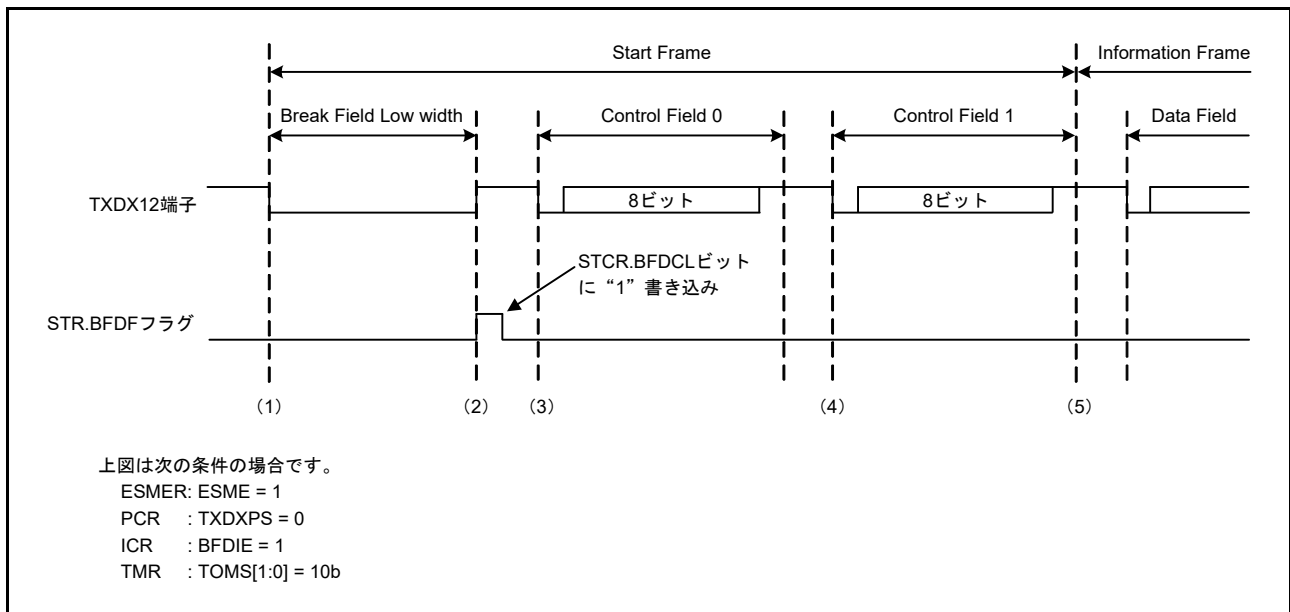 Start Frame
Information Frame
Break Field Low width
Control Field 0
Control Field 1
Data Field
TXDX12端子
8ビット
8ビット
STCR.BFDCLビット
に“1”書き込み
STR.BFDFフラグ
(1)
(2)
(3)
(4)
(5)
上図は次の条件の場合です。
ESMER: ESME = 1
PCR : TXDXPS = 0
ICR : BFDIE = 1
TMR : TOMS[1:0] = 10b